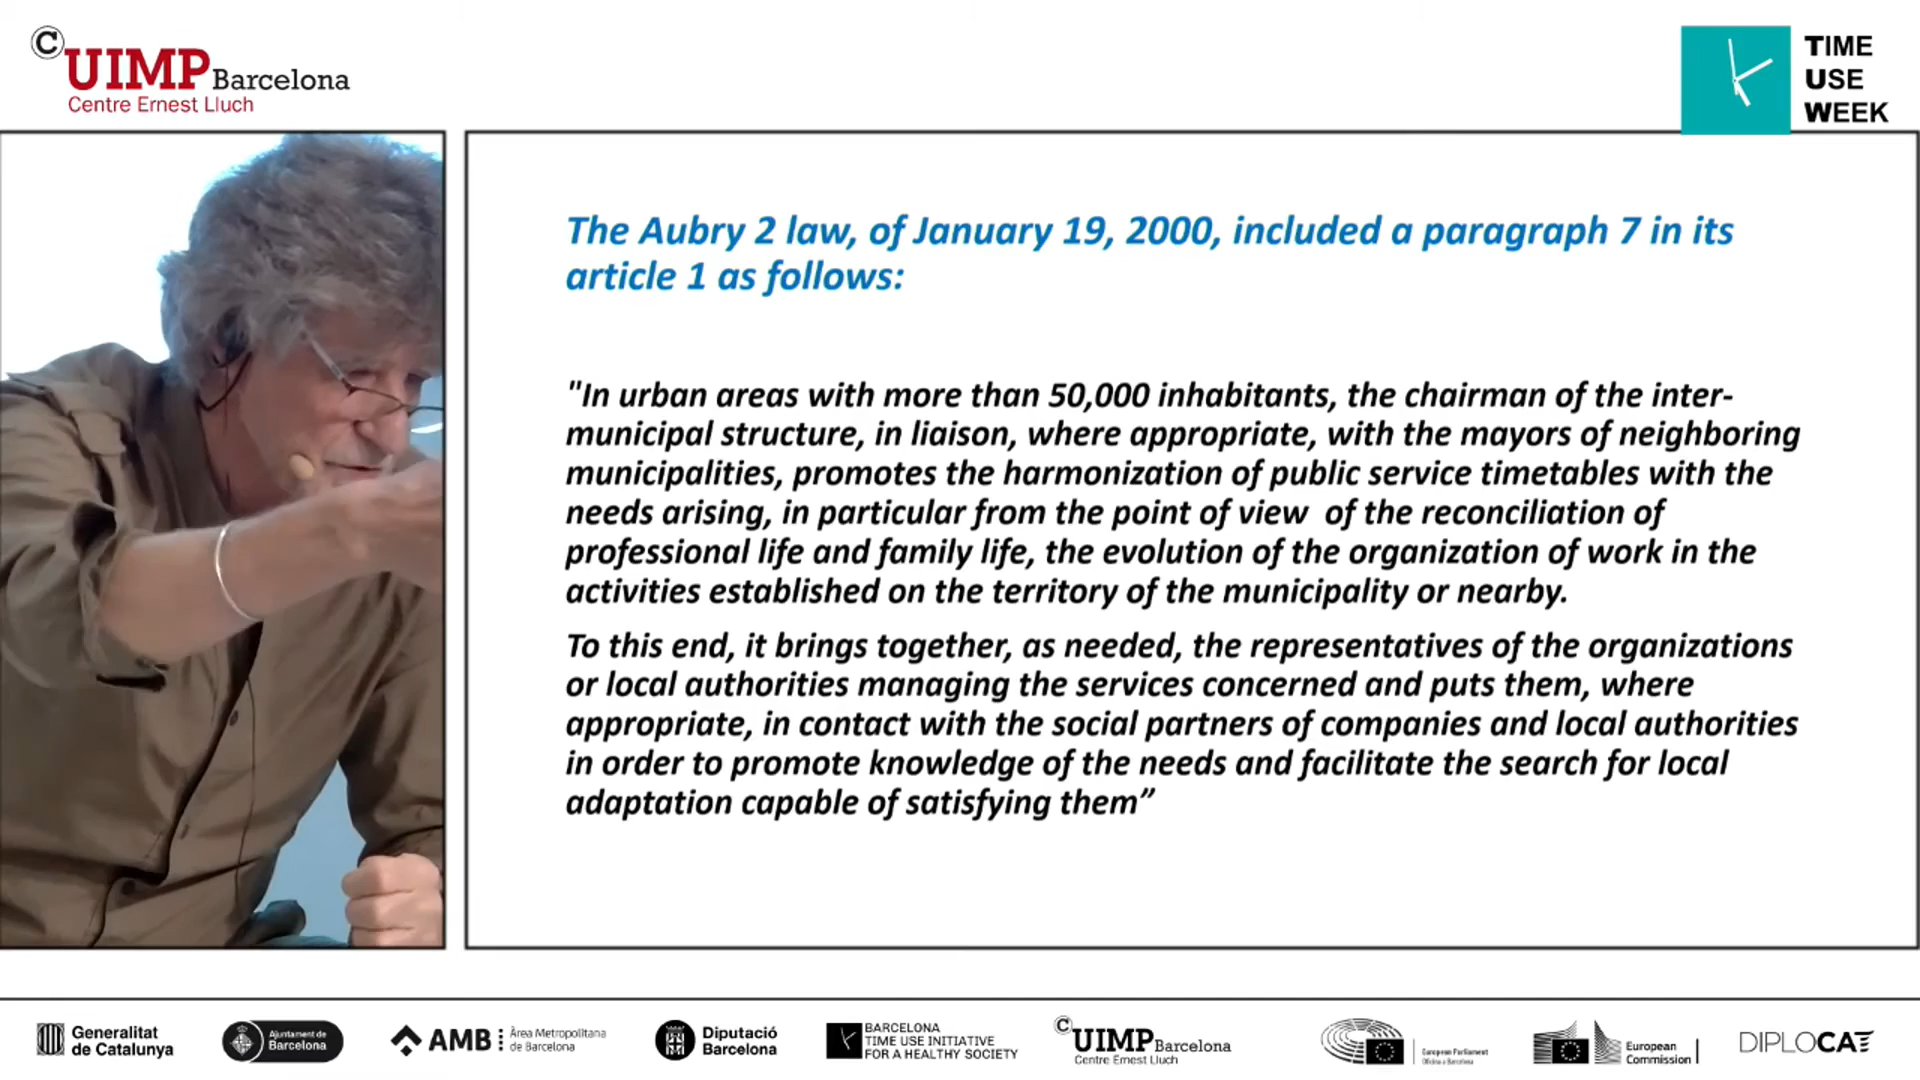 © UIMP Barcelona
Centre Ernest Lluch
TIME
USE
WEEK
The Aubry 2 law, of January 19, 2000, included a paragraph 7 in its
article 1 as follows:
"In urban areas with more than 50,000 inhabitants, the chairman of the inter-
municipal structure, in liaison, where appropriate, with the mayors of neighboring
municipalities, promotes the harmonization of public service timetables with the
needs arising, in particular from the point of view  of the reconciliation of
professional life and family life, the evolution of the organization of work in the
activities established on the territory of the municipality or nearby.
To this end, it brings together, as needed, the representatives of the organizations
or local authorities managing the services concerned and puts them, where
appropriate, in contact with the social partners of companies and local authorities
in order to promote knowledge of the needs and facilitate the search for local
adaptation capable of satisfying them”
Generalitat
de Catalunya
Ajuntament de
Barcelona
AMB
Àrea Metropolitana
de Barcelona
Diputació
Barcelona
BARCELONA
TIME USE INITIATIVE
FOR A HEALTHY SOCIETY
© UIMP Barcelona
Centre Ernest Lluch
European Parliament
Oficina a Barcelona
European
Commission
DIPLOCAT